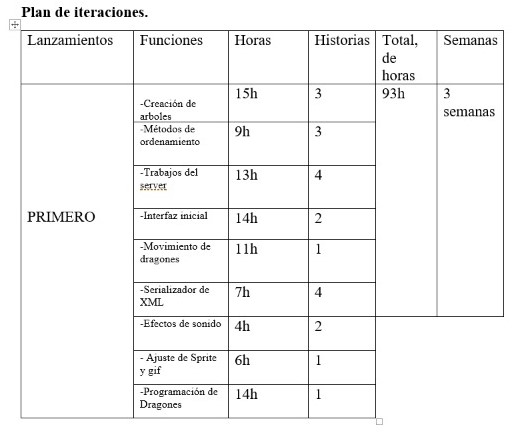 Plan de iteraciones.
Lanzamientos Funciones Horas Historias Total, Semanas
de
horas
-Creación de 15h 3 93h 3
arboles semanas
-Métodos de 9h 3
ordenamiento
-Trabajos del 13h 4
server
PRIMERO -Interfaz inicial 14h 2
-Movimiento de 11h 1
dragones
-Serializador de 7h 4
XML
-Efectos de sonido 4h 2
- Ajuste de Sprite 6h 1
y gif
-Programación de 14h 1
Dragones